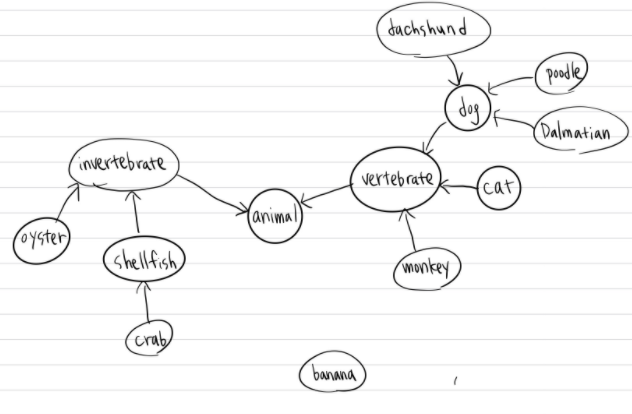 dachshund
poodle
dog
Dalmatian
invertebrate
vertebrate
cat
animal
oyster
shellfish
monkey
crab
banana